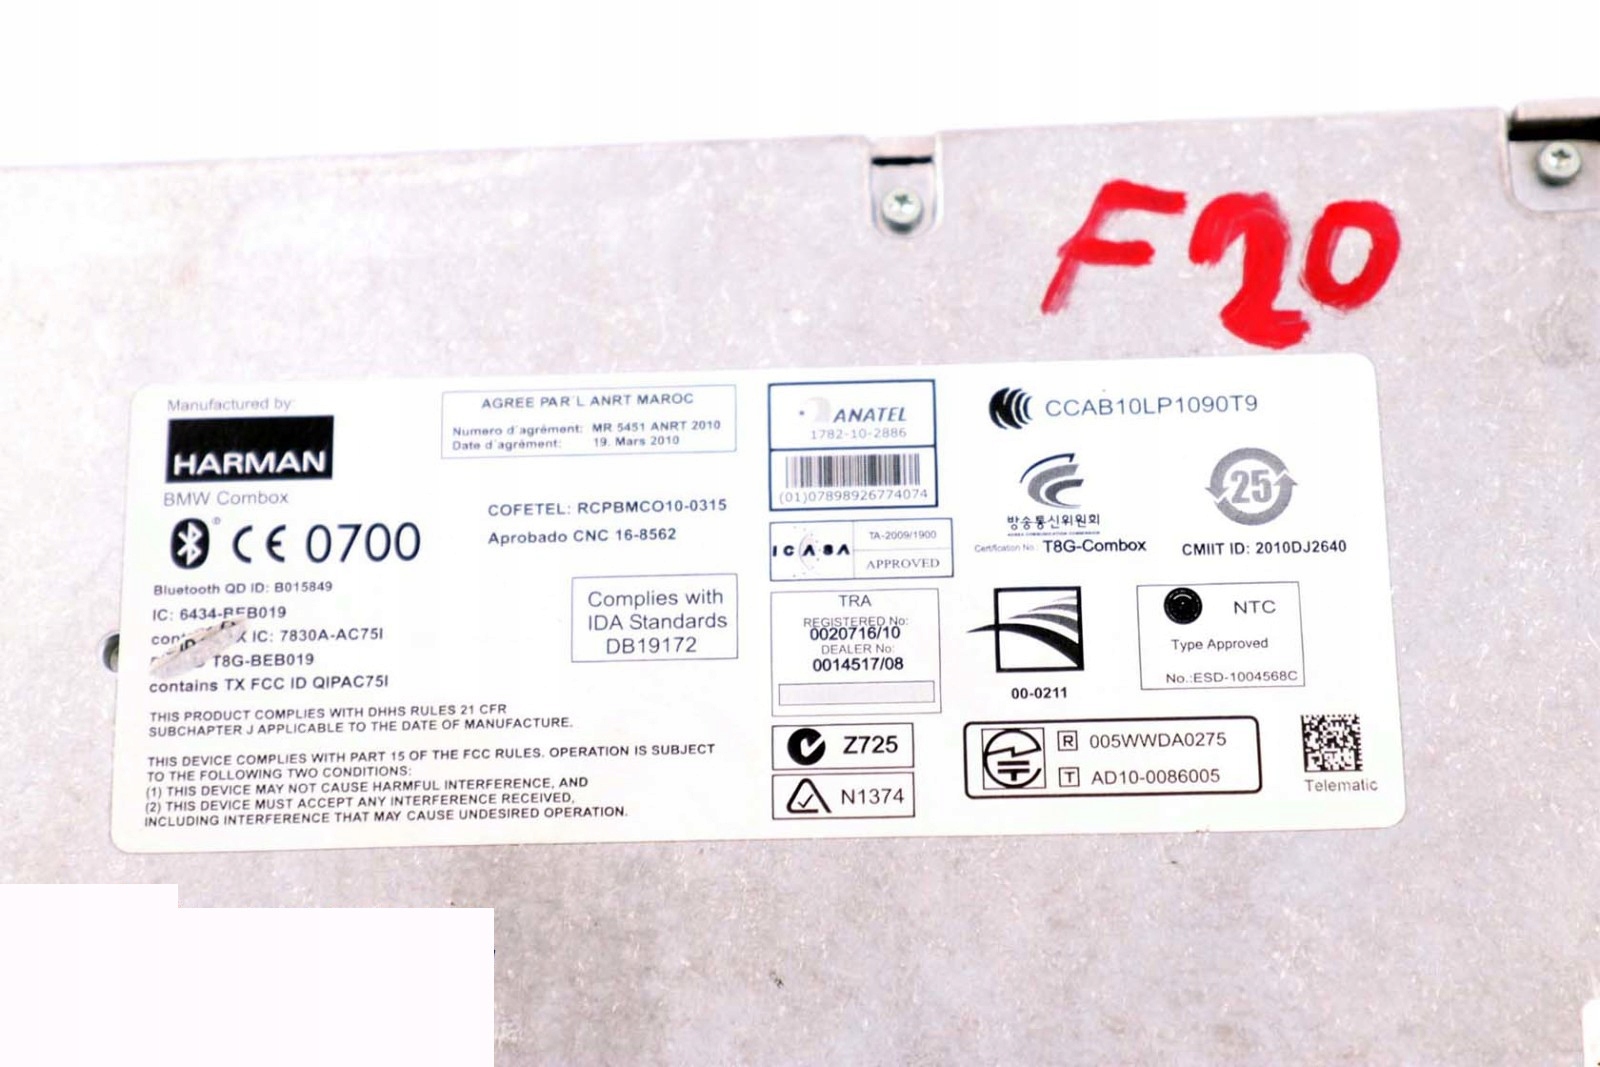 F20
Manufactured by:
HARMAN
BMW Combox
CE 0700
Bluetooth QD ID: B015849
IC: 6434-BEB019
TX IC: 7830A-AC75I
T8G-BEB019
contains TX FCC ID QIPAC75I
THIS PRODUCT COMPLIES WITH DHHS RULES 21 CFR
SUBCHAPTER J APPLICABLE TO THE DATE OF MANUFACTURE.
THIS DEVICE COMPLIES WITH PART 15 OF THE FCC RULES. OPERATION IS SUBJECT
TO THE FOLLOWING TWO CONDITIONS:
(1) THIS DEVICE MAY NOT CAUSE HARMFUL INTERFERENCE, AND
(2) THIS DEVICE MUST ACCEPT ANY INTERFERENCE RECEIVED,
INCLUDING INTERFERENCE THAT MAY CAUSE UNDESIRED OPERATION.
AGREE PAR L ANRT MAROC
Numero d'agrément: MR 5451 ANRT 2010
Date d'agrément: 19. Mars 2010
COFETEL: RCPBMCO10-0315
Aprobado CNC 16-8562
Complies with
IDA Standards
DB19172
ANATEL
1782-10-2886
(01)07898926774074
ICASA
TA-2009/1900
APPROVED
TRA
REGISTERED No:
0020716/10
DEALER No:
0014517/08
Z725
N1374
CCAB10LP1090T9
방송통신위원회
KOREA COMMUNICATIONS COMMISSION
Certification No. T8G-Combox
25
CMIIT ID: 2010DJ2640
00-0211
NTC
Type Approved
No.:ESD-1004568C
R 005WWDA0275
T AD10-0086005
Telematic